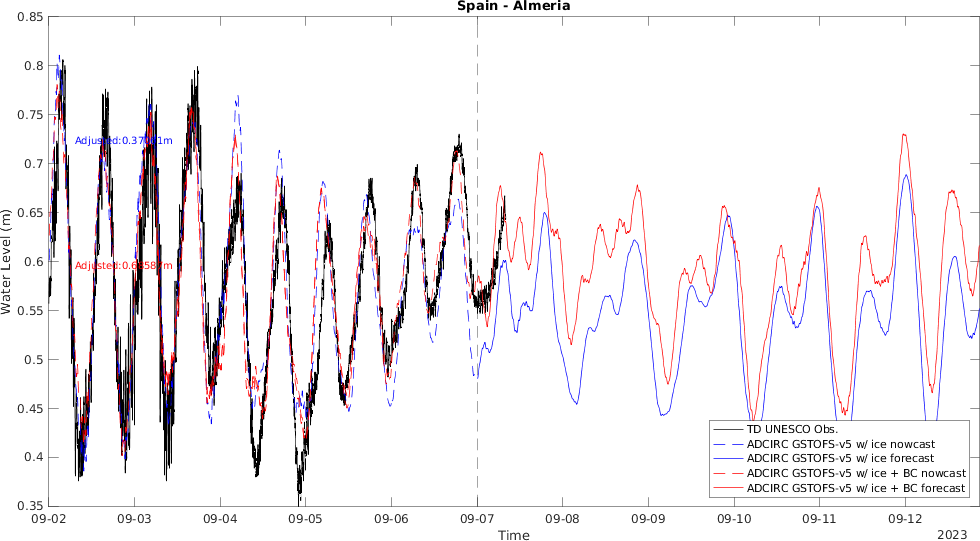 Spain - Almeria
0.85
0.8
0.75
0.7
0.65
0.6
0.55
0.5
0.45
0.4
0.35
Water Level (m)
09-02 09-03 09-04 09-05 09-06 09-07 09-08 09-09 09-10 09-11 09-12
Time
2023
TD UNESCO Obs.
ADCIRC GSTOFS-v5 w/ ice nowcast
ADCIRC GSTOFS-v5 w/ ice forecast
ADCIRC GSTOFS-v5 w/ ice + BC nowcast
ADCIRC GSTOFS-v5 w/ ice + BC forecast